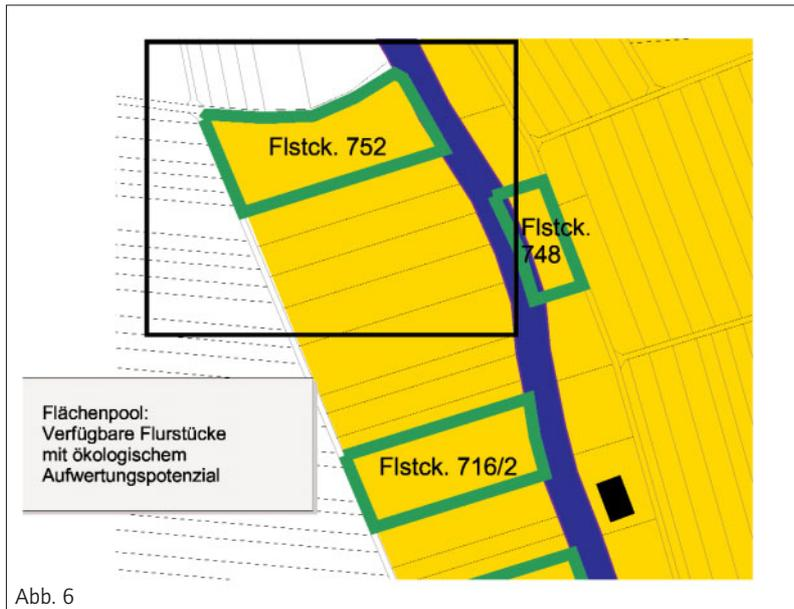 Flstck. 752
Flstck.
748
Flächenpool:
Verfügbare Flurstücke
mit ökologischem
Aufwertungspotenzial
Flstck. 716/2
Abb. 6